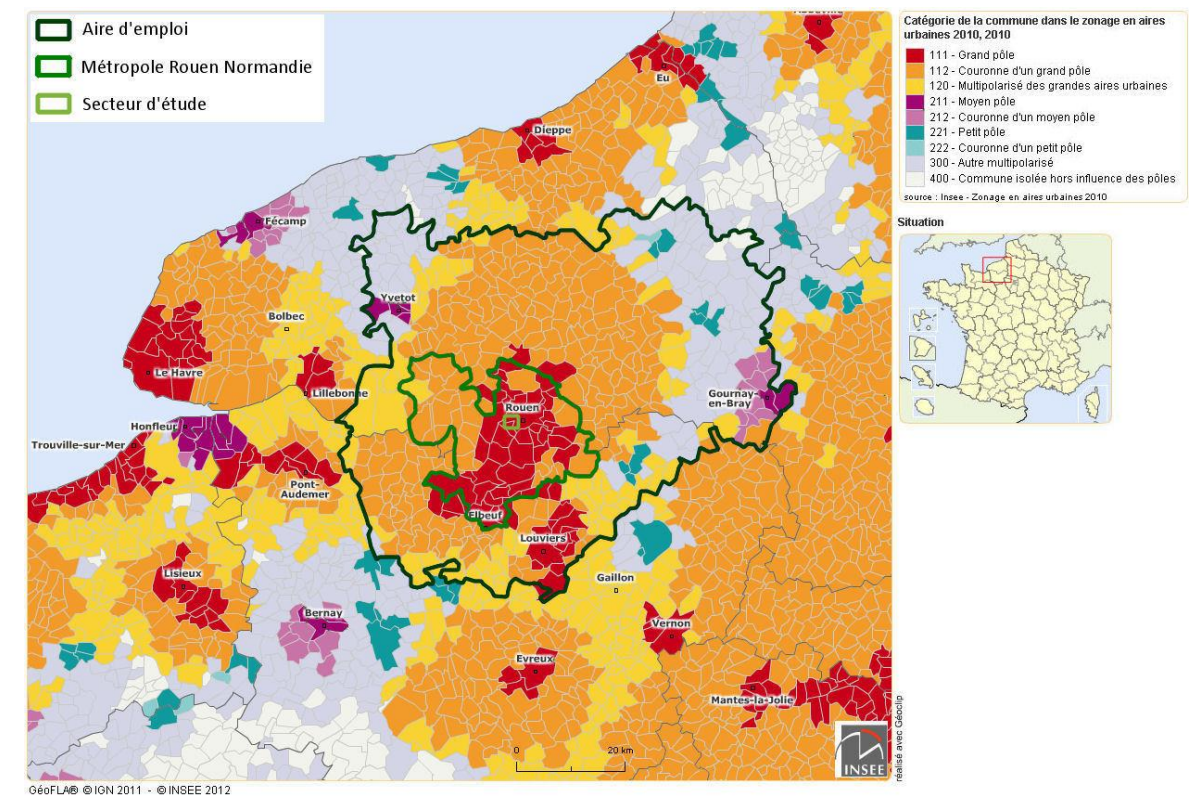 Aire d'emploi
Métropole Rouen Normandie
Secteur d'étude
Catégorie de la commune dans le zonage en aires
urbaines 2010, 2010
111 - Grand pôle
112 - Couronne d'un grand pôle
120 - Multipolarisé des grandes aires urbaines
211 - Moyen pôle
212 - Couronne d'un moyen pôle
221 - Petit pôle
222 - Couronne d'un petit pôle
300 - Autre multipolarisé
400 - Commune isolée hors influence des pôles
source : Insee - Zonage en aires urbaines 2010
Situation
Eu
Dieppe
Fécamp
Yvetot
Bolbec
Le Havre
Lillebonne
Gournay-
en-Bray
Rouen
Honfleur
Trouville-sur-Mer
Pont-
Audemer
Elbeuf
Louviers
Lisieux
Gaillon
Bernay
Vernon
Evreux
Mantes-la-Jolie
0 20 km
INSEE
réalisé avec Géoclip
GéoFLA® © IGN 2011 - © INSEE 2012